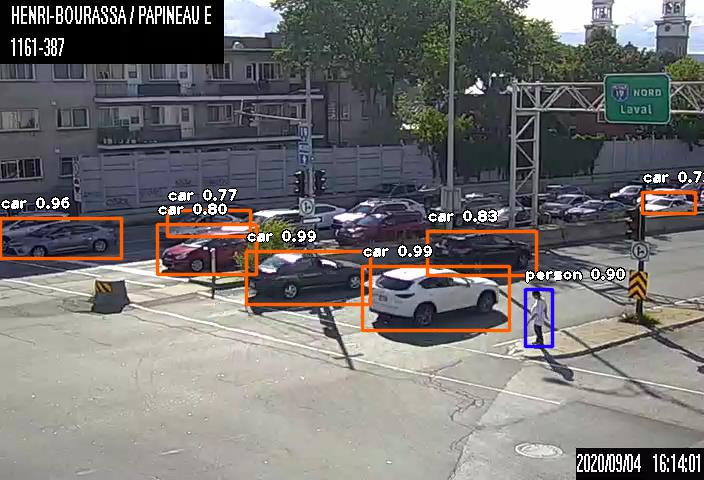 HENRI-BOURASSA / PAPINEAU E
1161-387
19 NORD
Laval
car 0.96
car 0.77
car 0.80
car 0.99
car 0.99
car 0.83
person 0.90
2020/09/04 16:14:01